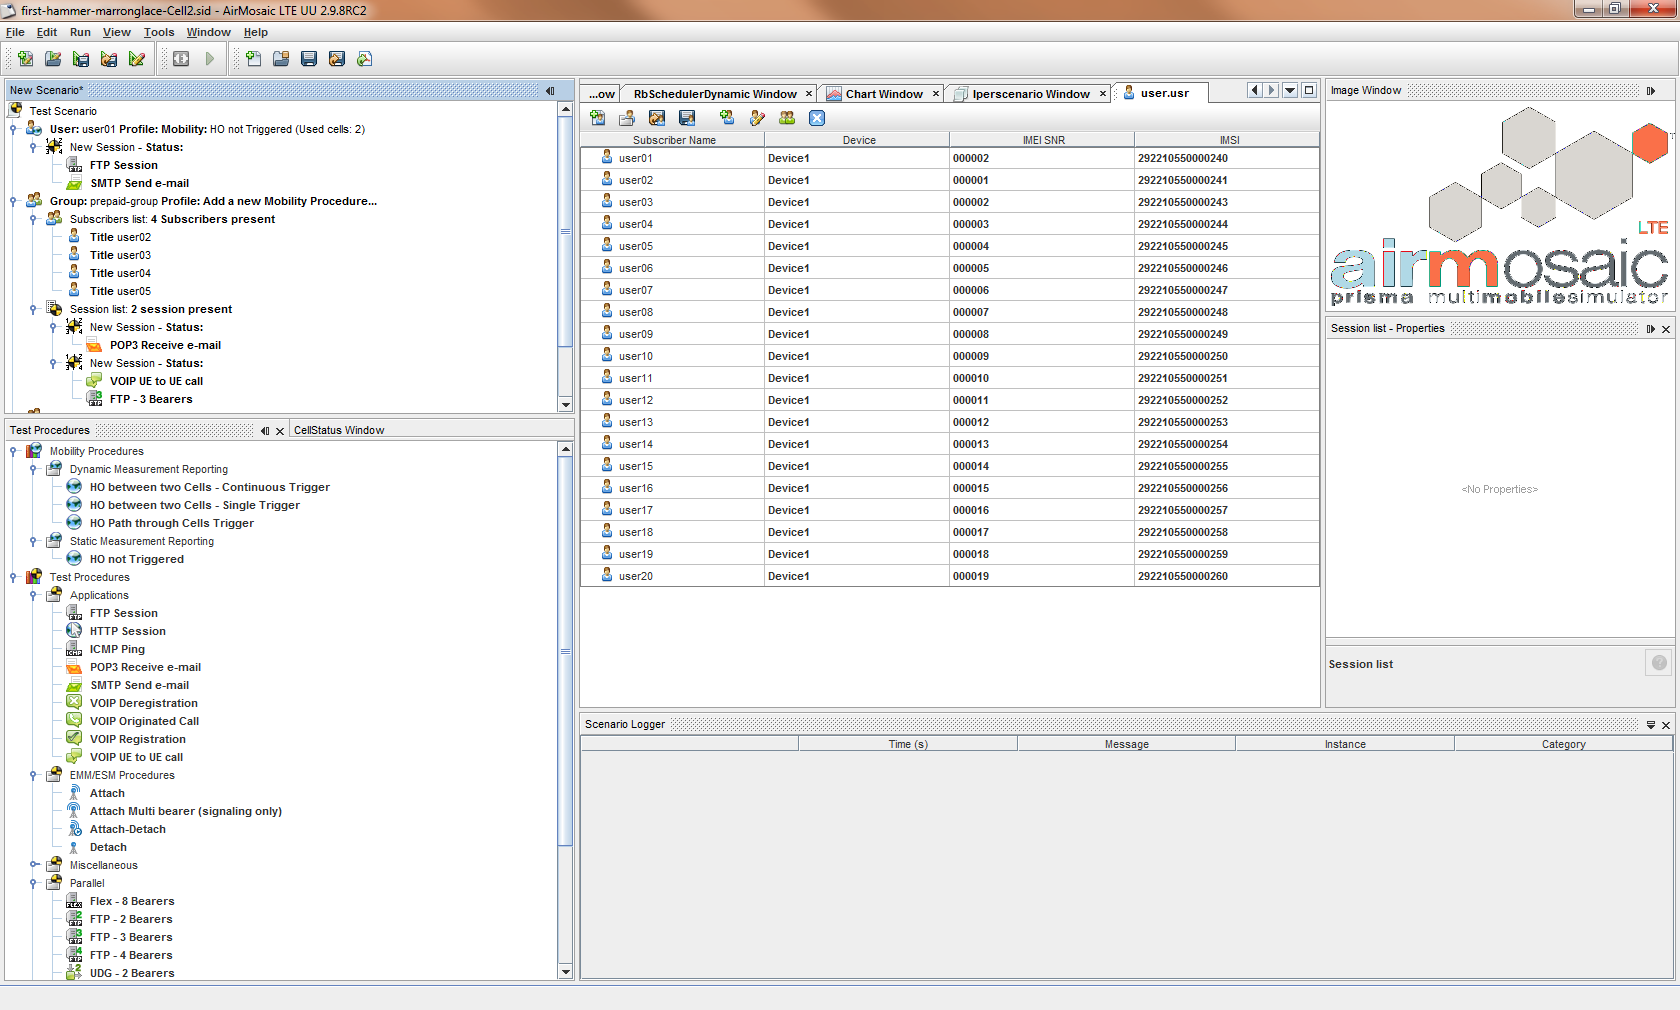 first-hammer-marronglace-Cell2.sid - AirMosaic LTE UU 2.9.8RC2
File Edit Run View Tools Window Help
New Scenario*
Test Scenario
User: user01 Profile: Mobility: HO not Triggered (Used cells: 2)
New Session - Status:
FTP Session
SMTP Send e-mail
Group: prepaid-group Profile: Add a new Mobility Procedure...
Subscribers list: 4 Subscribers present
Title user02
Title user03
Title user04
Title user05
Session list: 2 session present
New Session - Status:
POP3 Receive e-mail
New Session - Status:
VOIP UE to UE call
FTP - 3 Bearers
Test Procedures CellStatus Window
Mobility Procedures
Dynamic Measurement Reporting
HO between two Cells - Continuous Trigger
HO between two Cells - Single Trigger
HO Path through Cells Trigger
Static Measurement Reporting
HO not Triggered
Test Procedures
Applications
FTP Session
HTTP Session
ICMP Ping
POP3 Receive e-mail
SMTP Send e-mail
VOIP Deregistration
VOIP Originated Call
VOIP Registration
VOIP UE to UE call
EMM/ESM Procedures
Attach
Attach Multi bearer (signaling only)
Attach-Detach
Detach
Miscellaneous
Parallel
Flex - 8 Bearers
FTP - 2 Bearers
FTP - 3 Bearers
FTP - 4 Bearers
UDG - 2 Bearers
...ow RbSchedulerDynamic Window Chart Window Iperscenario Window user.usr
Subscriber Name Device IMEI SNR IMSI
user01 Device1 000002 292210550000240
user02 Device1 000001 292210550000241
user03 Device1 000002 292210550000243
user04 Device1 000003 292210550000244
user05 Device1 000004 292210550000245
user06 Device1 000005 292210550000246
user07 Device1 000006 292210550000247
user08 Device1 000007 292210550000248
user09 Device1 000008 292210550000249
user10 Device1 000009 292210550000250
user11 Device1 000010 292210550000251
user12 Device1 000011 292210550000252
user13 Device1 000012 292210550000253
user14 Device1 000013 292210550000254
user15 Device1 000014 292210550000255
user16 Device1 000015 292210550000256
user17 Device1 000016 292210550000257
user18 Device1 000017 292210550000258
user19 Device1 000018 292210550000259
user20 Device1 000019 292210550000260
Scenario Logger
Time (s) Message Instance Category
Image Window
LTE
airmosaic
prisma multimobilesimulator
Session list - Properties
<No Properties>
Session list